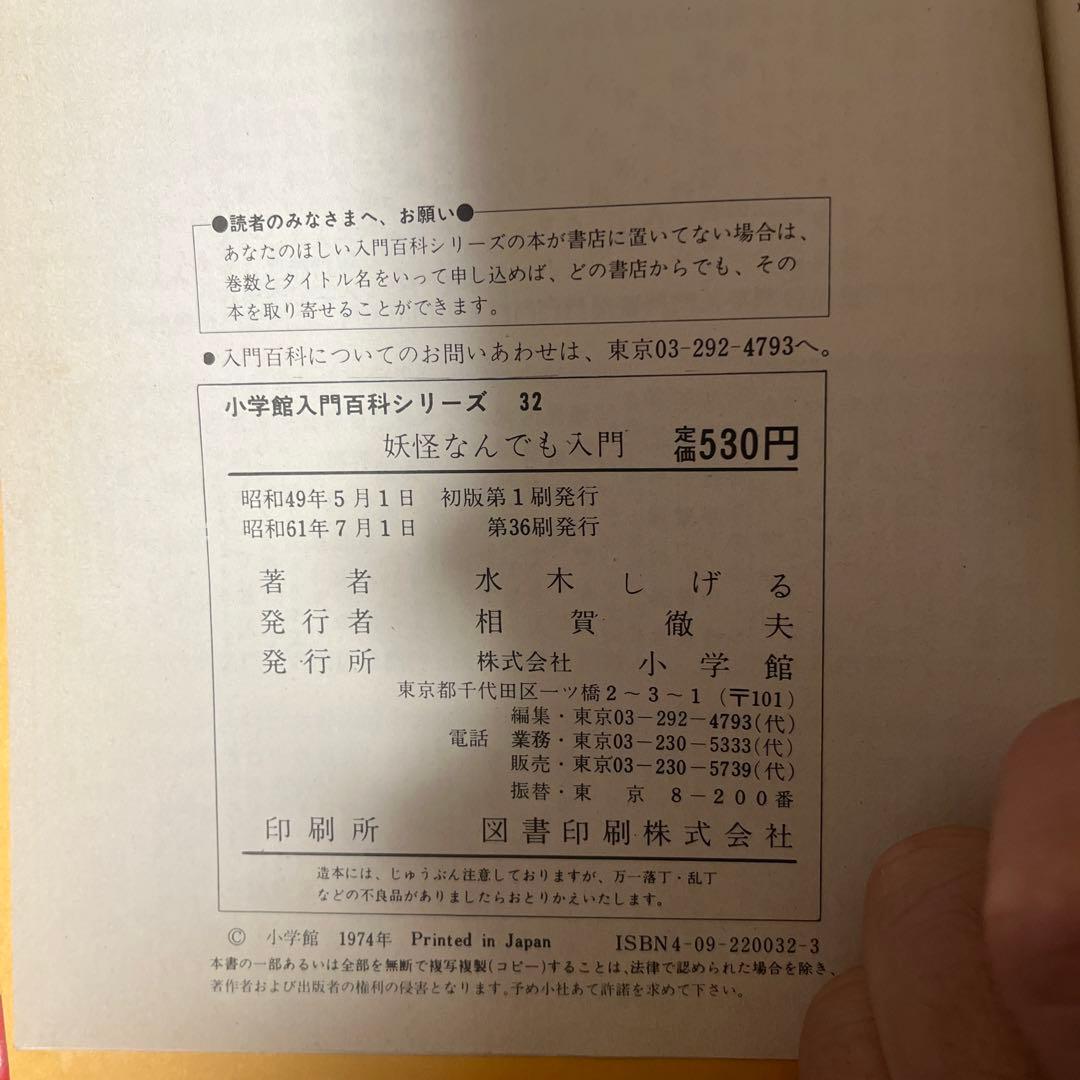 ●読者のみなさまへ、お願い●
あなたのほしい入門百科シリーズの本が書店に置いてない場合は、
巻数とタイトル名をいって申し込めば、どの書店からでも、その
本を取り寄せることができます。
●入門百科についてのお問いあわせは、東京03-292-4793へ。
小学館入門百科シリーズ 32
妖怪なんでも入門 定価530円
昭和49年5月1日 初版第1刷発行
昭和61年7月1日 第36刷発行
著者 水木しげる
発行者 相賀徹夫
発行所 株式会社 小学館
東京都千代田区一ツ橋2〜3〜1(〒101)
編集・東京03−292−4793(代)
電話 業務・東京03−230−5333(代)
販売・東京03−230−5739(代)
振替・東京 8−200番
印刷所 図書印刷株式会社
造本には、じゅうぶん注意しておりますが、万一落丁・乱丁
などの不良品がありましたらおとりかえいたします。
© 小学館 1974年 Printed in Japan ISBN4-09-220032-3
本書の一部あるいは全部を無断で複写複製(コピー)することは、法律で認められた場合を除き、
著作者および出版者の権利の侵害となります。予め小社あて許諾を求めて下さい。